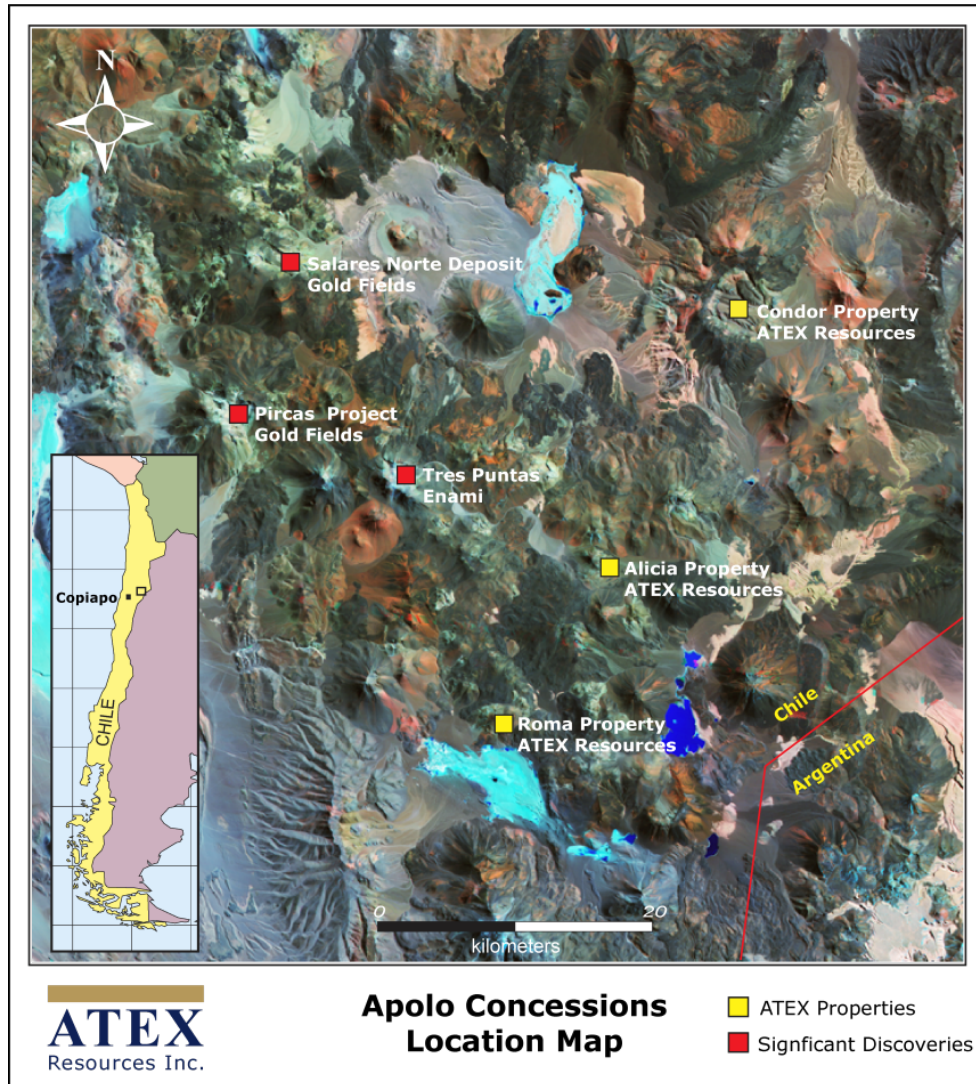 N
Salares Norte Deposit
Gold Fields
Condor Property
ATEX Resources
Pircas Project
Gold Fields
Tres Puntas
Enami
Alicia Property
ATEX Resources
Copiapo
CHILE
Roma Property
ATEX Resources
Chile
Argentina
0 20
kilometers
ATEX
Resources Inc.
Apolo Concessions
Location Map
ATEX Properties
Signficant Discoveries